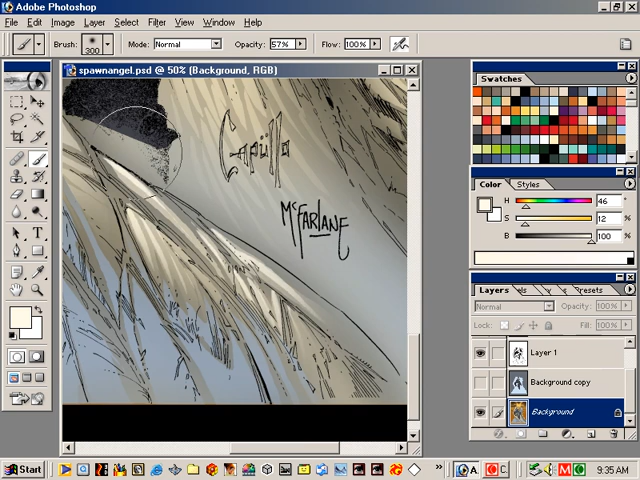 Adobe Photoshop
File Edit Image Layer Select Filter View Window Help
Brush: 300 Mode: Normal Opacity: 57% Flow: 100%
spawnangel.psd @ 50% (Background, RGB)
Capullo
McFARLANE
Swatches
Color Styles
H 46 °
S 12 %
B 100 %
Layers els resets
Normal Opacity: 100%
Lock: Fill: 100%
Layer 1
Background copy
Background
Start
A.
C.
9:35 AM